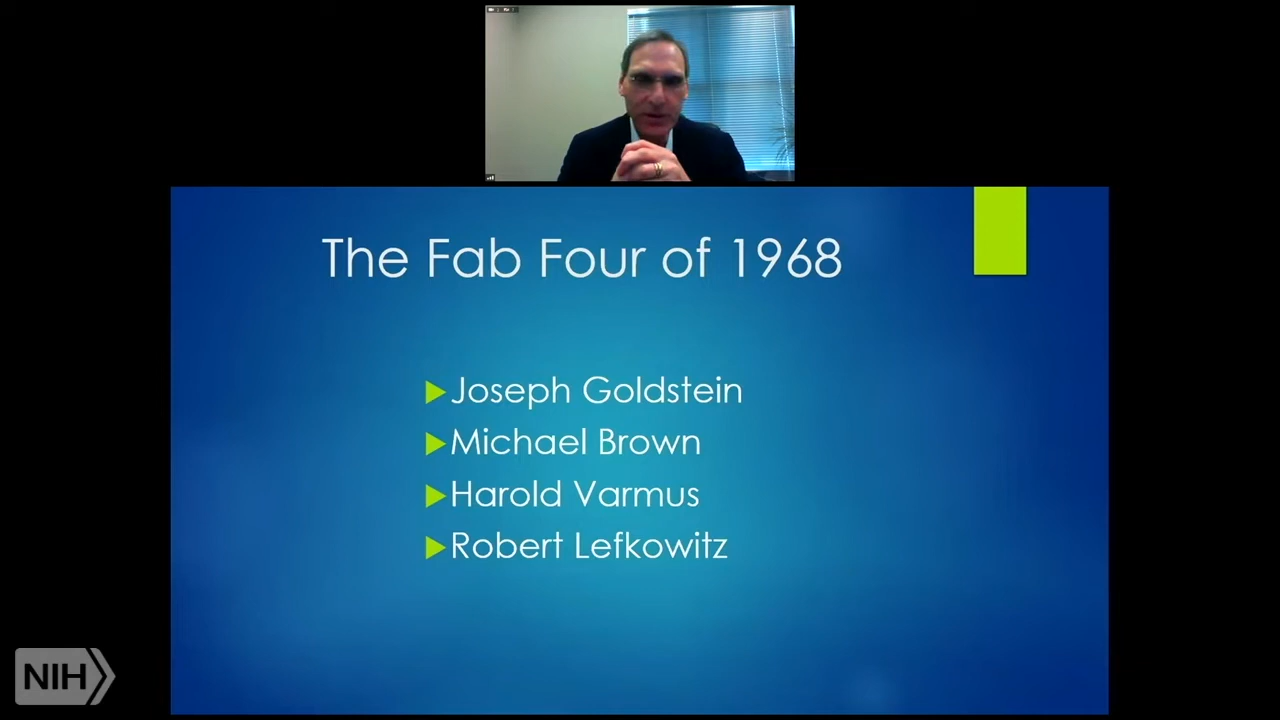 The Fab Four of 1968
Joseph Goldstein
Michael Brown
Harold Varmus
Robert Lefkowitz
NIH